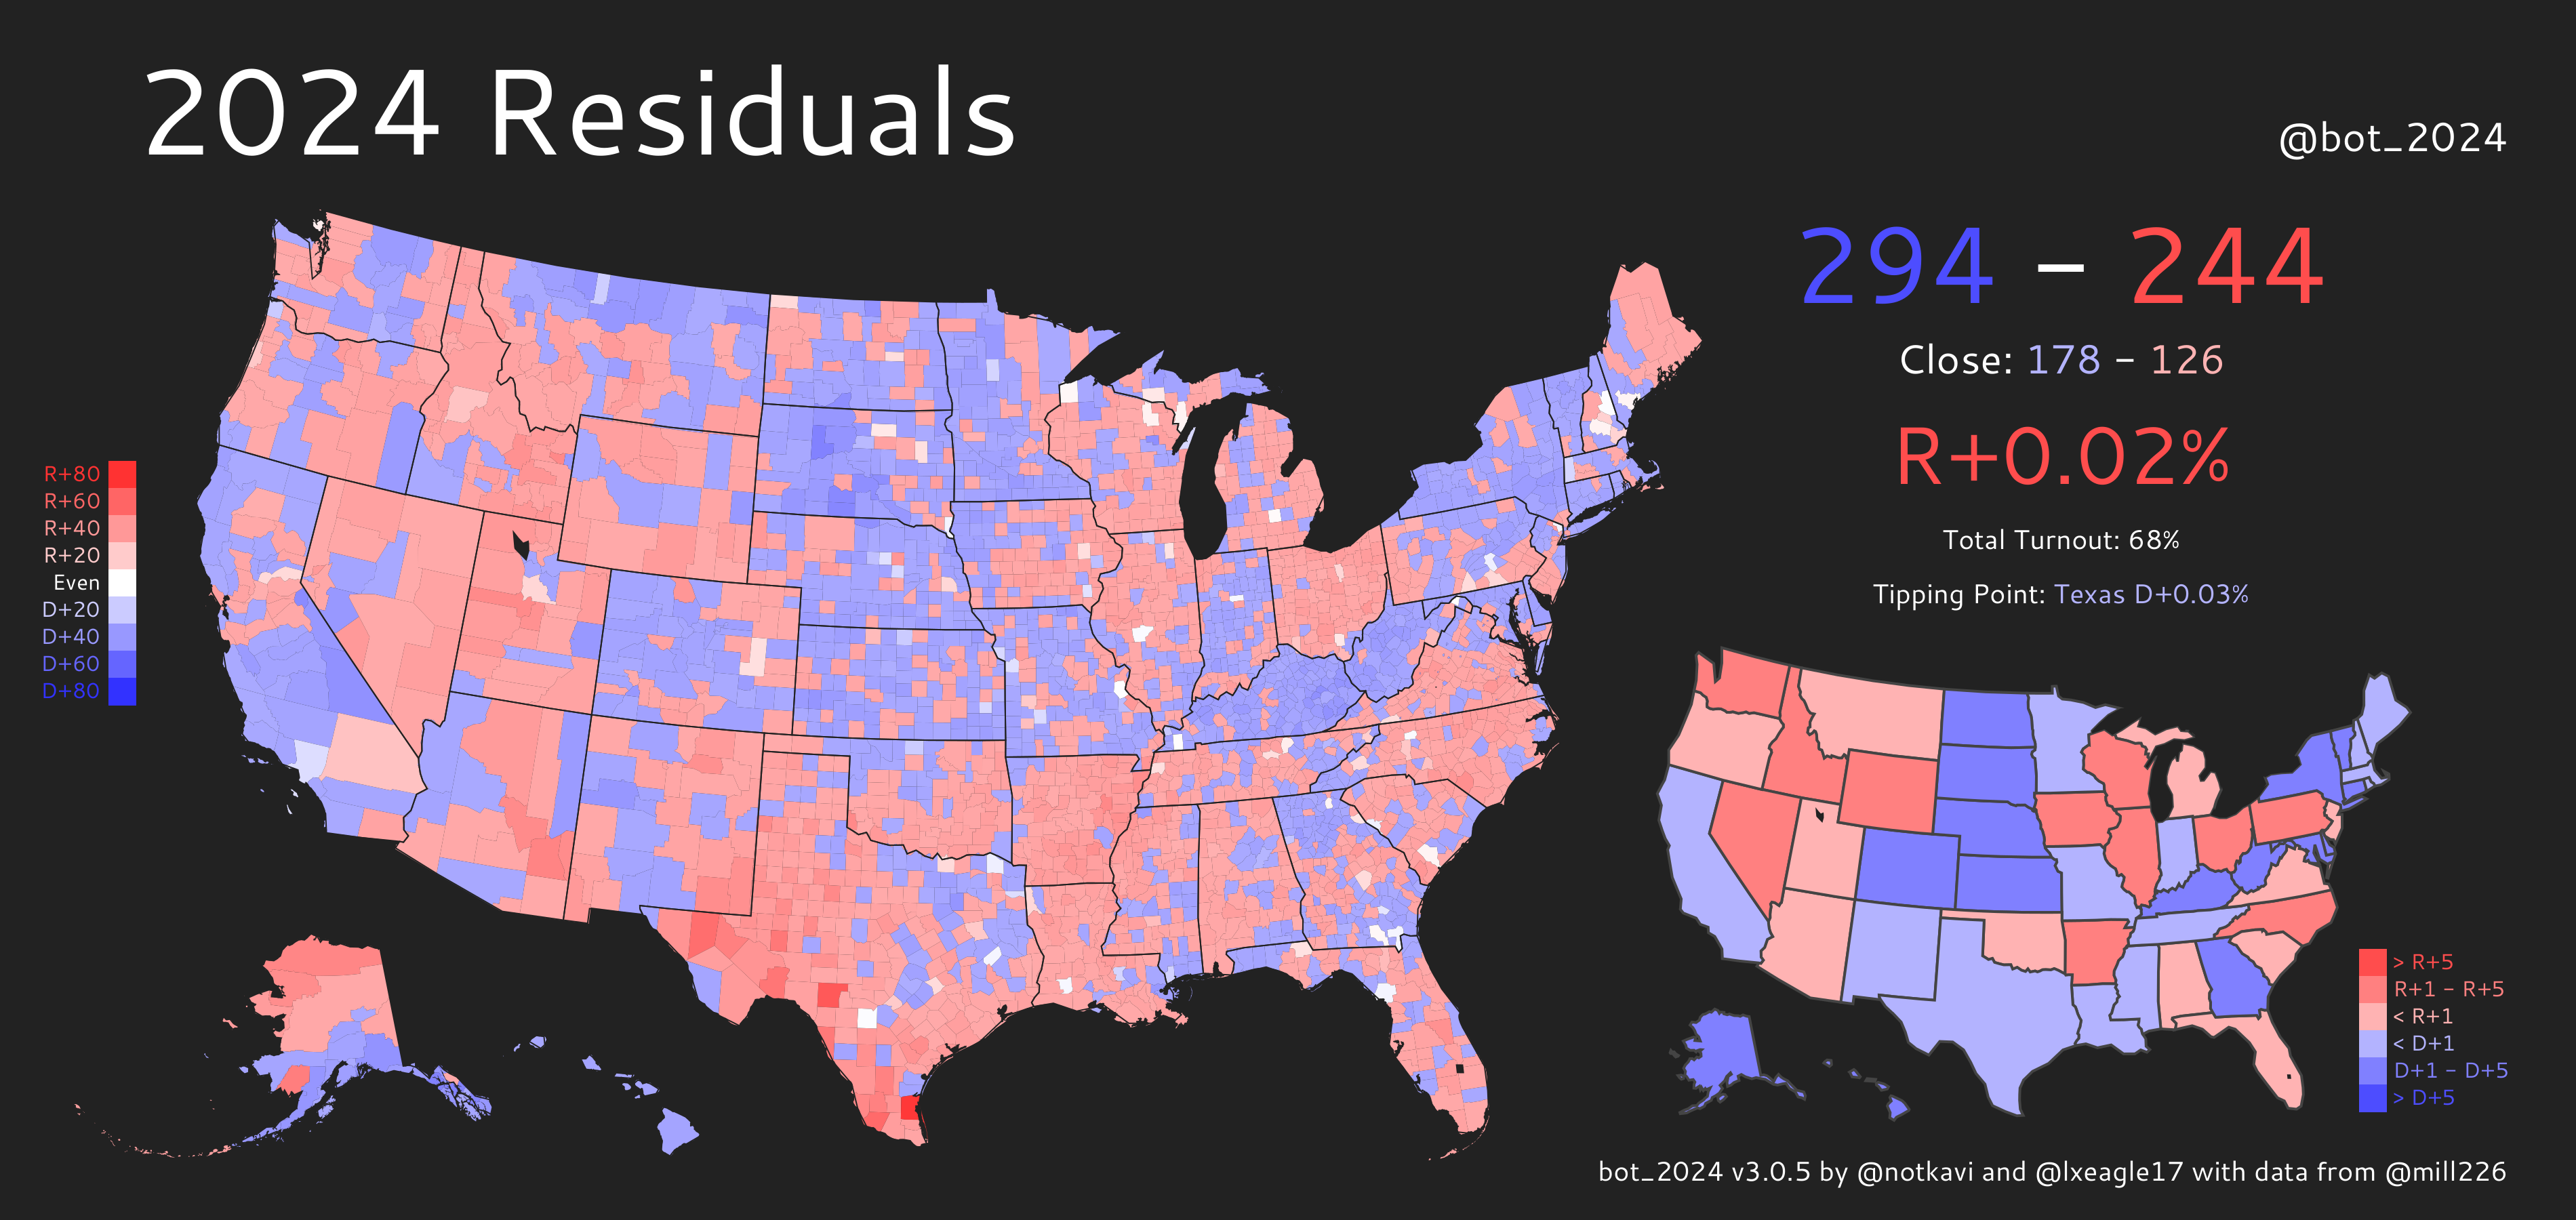 2024 Residuals
@bot_2024
294 – 244
Close: 178 – 126
R+0.02%
Total Turnout: 68%
Tipping Point: Texas D+0.03%
R+80
R+60
R+40
R+20
Even
D+20
D+40
D+60
D+80
> R+5
R+1 – R+5
< R+1
< D+1
D+1 – D+5
> D+5
bot_2024 v3.0.5 by @notkavi and @lxeagle17 with data from @mill226